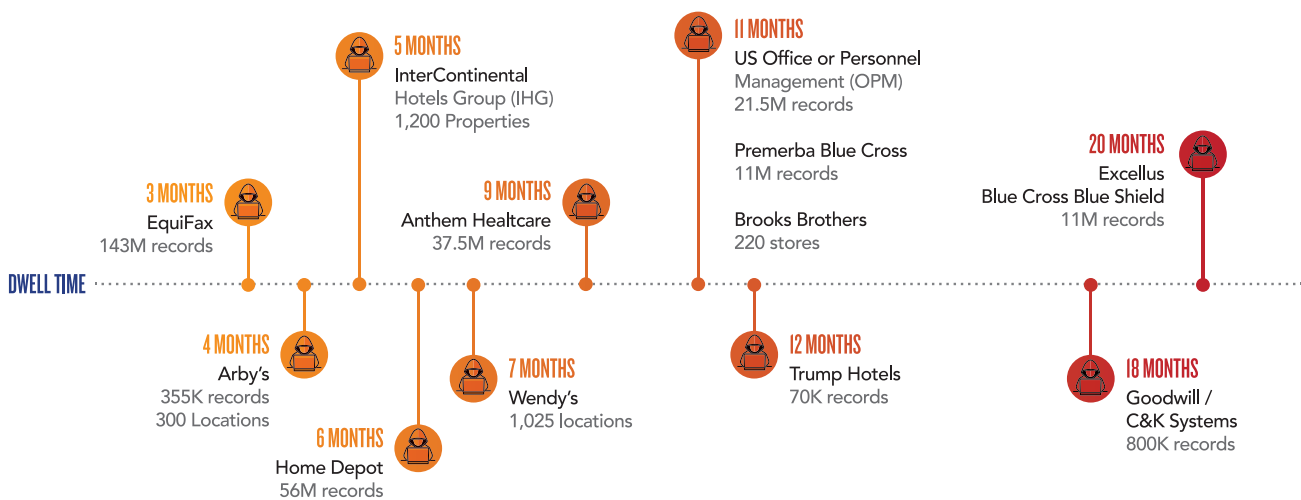 5 MONTHS
InterContinental
Hotels Group (IHG)
1,200 Properties
11 MONTHS
US Office or Personnel
Management (OPM)
21.5M records
Premerba Blue Cross
11M records
Brooks Brothers
220 stores
20 MONTHS
Excellus
Blue Cross Blue Shield
11M records
3 MONTHS
EquiFax
143M records
9 MONTHS
Anthem Healtcare
37.5M records
DWELL TIME
4 MONTHS
Arby's
355K records
300 Locations
6 MONTHS
Home Depot
56M records
7 MONTHS
Wendy's
1,025 locations
12 MONTHS
Trump Hotels
70K records
18 MONTHS
Goodwill /
C&K Systems
800K records